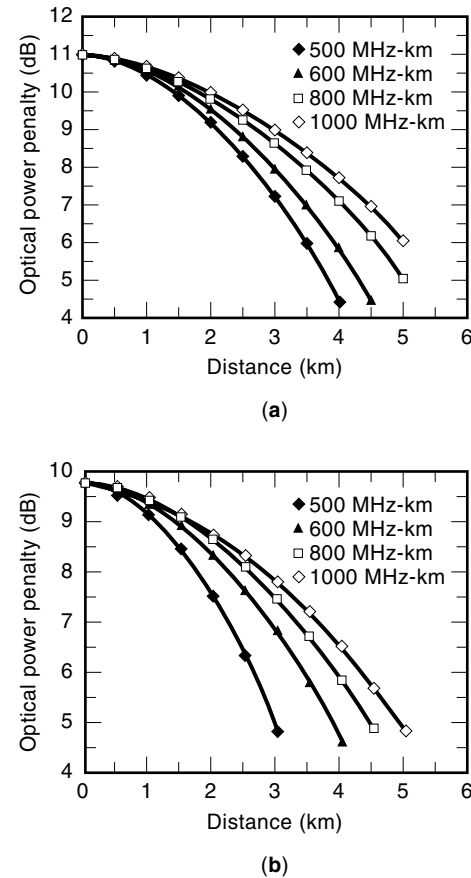 11
10
9
8
7
6
5
4
Optical power penalty (dB)
500 MHz-km
600 MHz-km
800 MHz-km
1000 MHz-km
0 1 2 3 4 5 6
Distance (km)
(a)
10
9
8
7
6
5
4
Optical power penalty (dB)
500 MHz-km
600 MHz-km
800 MHz-km
1000 MHz-km
0 1 2 3 4 5 6
Distance (km)
(b)